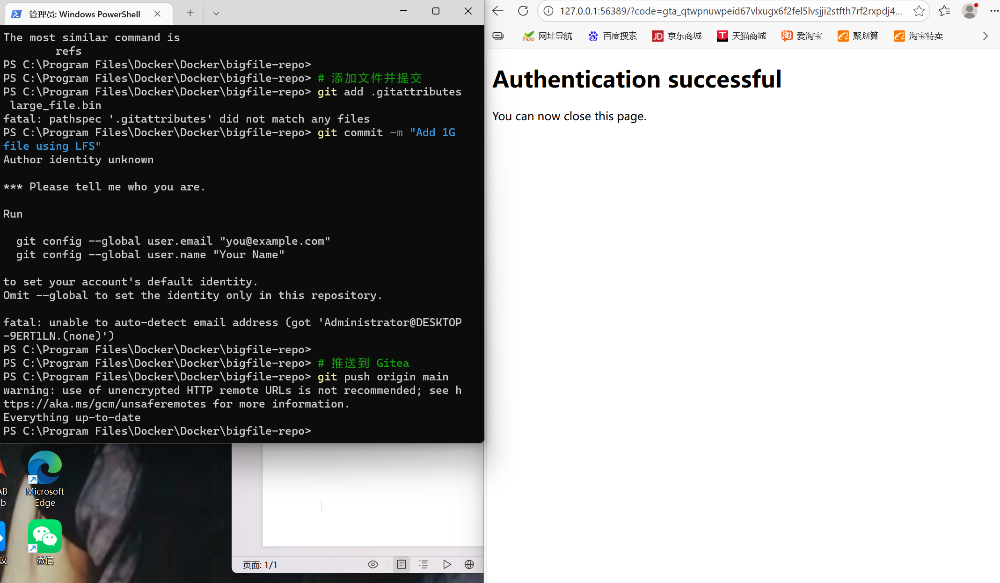 管理员: Windows PowerShell
The most similar command is
refs
PS C:\Program Files\Docker\Docker\bigfile-repo>
PS C:\Program Files\Docker\Docker\bigfile-repo> # 添加文件并提交
PS C:\Program Files\Docker\Docker\bigfile-repo> git add .gitattributes
large_file.bin
fatal: pathspec '.gitattributes' did not match any files
PS C:\Program Files\Docker\Docker\bigfile-repo> git commit -m "Add 1G
file using LFS"
Author identity unknown
*** Please tell me who you are.
Run
git config --global user.email "you@example.com"
git config --global user.name "Your Name"
to set your account's default identity.
Omit --global to set the identity only in this repository.
fatal: unable to auto-detect email address (got 'Administrator@DESKTOP
-9ERT1LN.(none)')
PS C:\Program Files\Docker\Docker\bigfile-repo>
PS C:\Program Files\Docker\Docker\bigfile-repo> # 推送到 Gitea
PS C:\Program Files\Docker\Docker\bigfile-repo> git push origin main
warning: use of unencrypted HTTP remote URLs is not recommended; see h
ttps://aka.ms/gcm/unsaferemotes for more information.
Everything up-to-date
PS C:\Program Files\Docker\Docker\bigfile-repo>
127.0.0.1:56389/?code=gta_qtwpnuwpeid67vlxugx6f2fel5lvsjji2stfth7rf2rxpdj4...
hao 网址导航 du 百度搜索 JD 京东商城 T 天猫商城 淘 爱淘宝 聚划算 淘宝特卖
Authentication successful
You can now close this page.
AB
b
Microsoft
Edge
议
微信
页面: 1/1